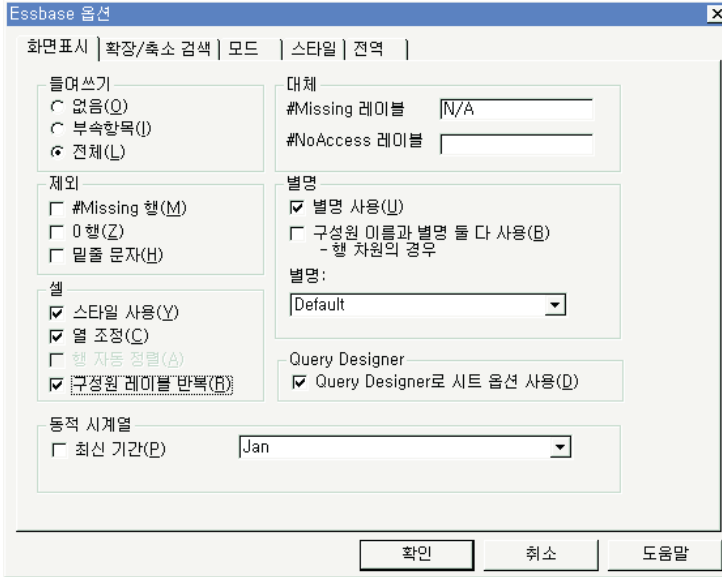 Essbase 옵션
화면표시 확장/축소 검색 모드 스타일 전역
들여쓰기
없음(O)
부속항목(I)
전체(L)
대체
#Missing 레이블 N/A
#NoAccess 레이블
제외
#Missing 행(M)
0 행(Z)
밑줄 문자(H)
별명
별명 사용(U)
구성원 이름과 별명 둘 다 사용(B)
- 행 차원의 경우
별명:
Default
셀
스타일 사용(Y)
열 조정(C)
행 자동 정렬(A)
구성원 레이블 반복(R)
Query Designer
Query Designer로 시트 옵션 사용(D)
동적 시계열
최신 기간(P) Jan
확인 취소 도움말